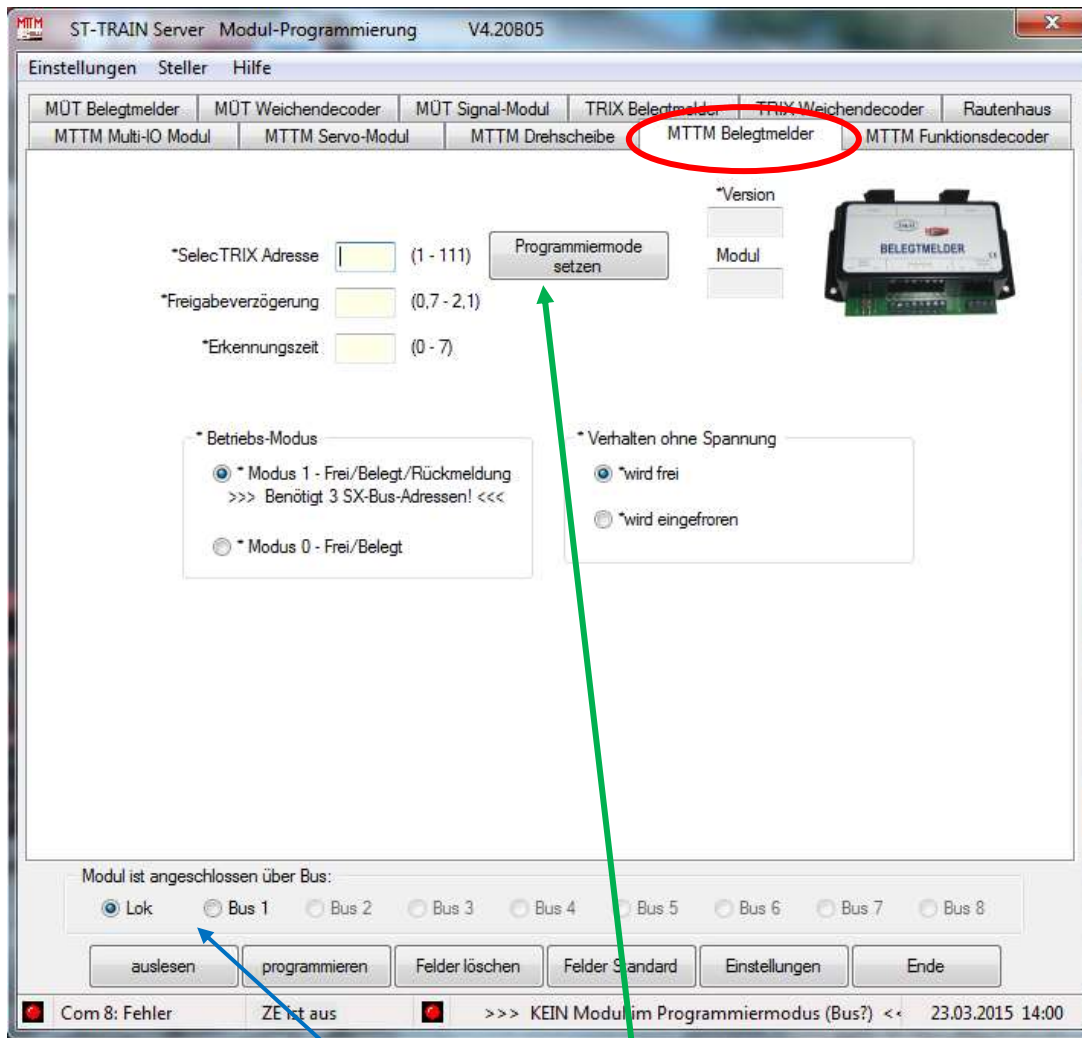 MTTM
ST-TRAIN Server Modul-Programmierung V4.20B05
X
Einstellungen Steller Hilfe
MÜT Belegtmelder MÜT Weichendecoder MÜT Signal-Modul TRIX Belegtmelder TRIX Weichendecoder Rautenhaus
MTTM Multi-IO Modul MTTM Servo-Modul MTTM Drehscheibe MTTM Belegtmelder MTTM Funktionsdecoder
*Version
*SelecTRIX Adresse (1 - 111) Programmiermode setzen Modul
BELEGTMELDER
*Freigabeverzögerung (0,7 - 2,1)
*Erkennungszeit (0 - 7)
* Betriebs-Modus
* Modus 1 - Frei/Belegt/Rückmeldung
>>> Benötigt 3 SX-Bus-Adressen! <<<
* Modus 0 - Frei/Belegt
* Verhalten ohne Spannung
*wird frei
*wird eingefroren
Modul ist angeschlossen über Bus:
Lok Bus 1 Bus 2 Bus 3 Bus 4 Bus 5 Bus 6 Bus 7 Bus 8
auslesen programmieren Felder löschen Felder Standard Einstellungen Ende
Com 8: Fehler ZE ist aus >>> KEIN Modul im Programmiermodus (Bus?) << 23.03.2015 14:00